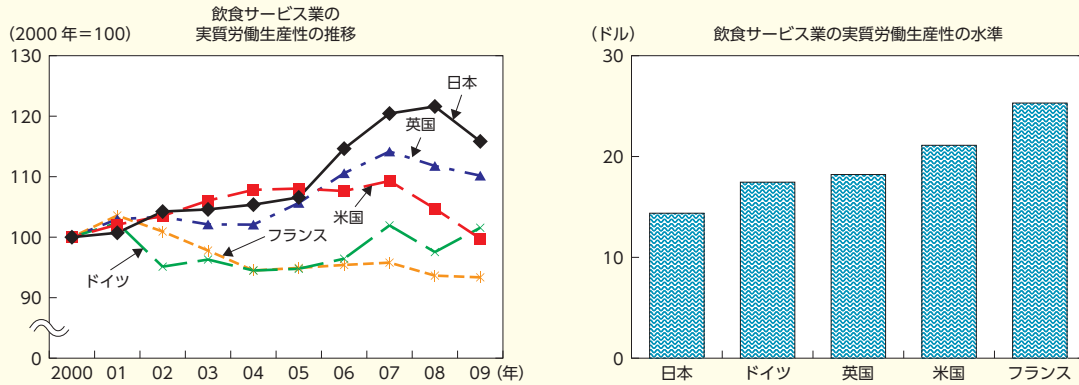 飲食サービス業の
実質労働生産性の推移
(2000 年=100)
130
120
110
100
90
0
日本
英国
米国
フランス
ドイツ
2000 01 02 03 04 05 06 07 08 09 (年)
飲食サービス業の実質労働生産性の水準
(ドル)
30
20
10
0
日本 ドイツ 英国 米国 フランス